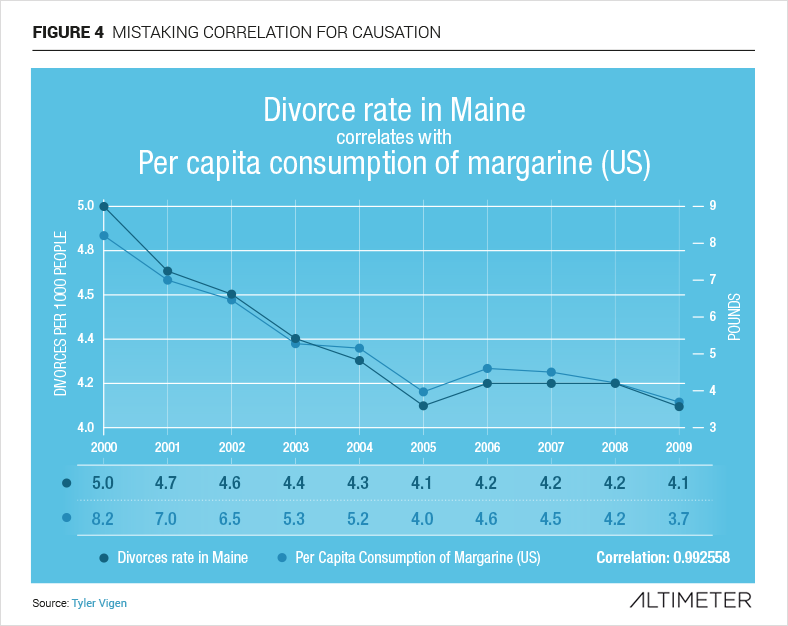 FIGURE 4 MISTAKING CORRELATION FOR CAUSATION
Divorce rate in Maine
correlates with
Per capita consumption of margarine (US)
DIVORCES PER 1000 PEOPLE
5.0
4.8
4.5
4.4
4.2
4.0
9
8
7
6
5
4
3
POUNDS
2000 2001 2002 2003 2004 2005 2006 2007 2008 2009
5.0 4.7 4.6 4.4 4.3 4.1 4.2 4.2 4.2 4.1
8.2 7.0 6.5 5.3 5.2 4.0 4.6 4.5 4.2 3.7
Divorces rate in Maine Per Capita Consumption of Margarine (US) Correlation: 0.992558
Source: Tyler Vigen
ALTIMETER